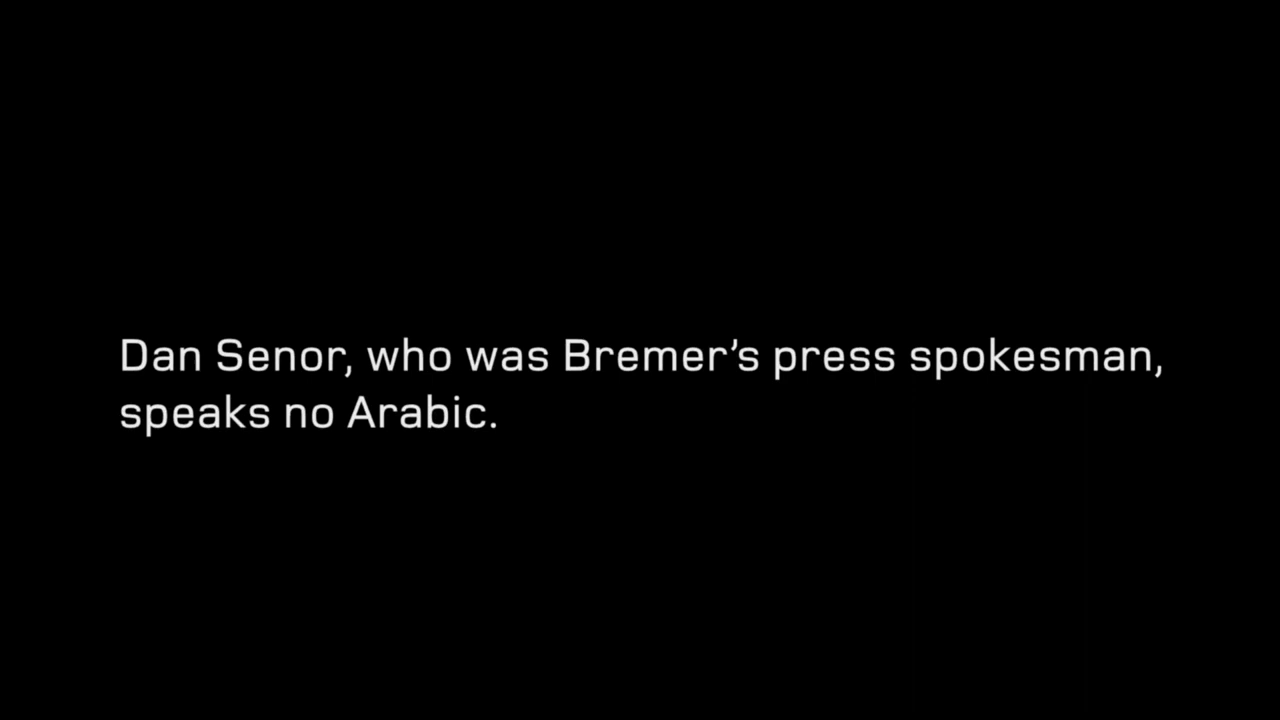 Dan Senor, who was Bremer’s press spokesman,
speaks no Arabic.